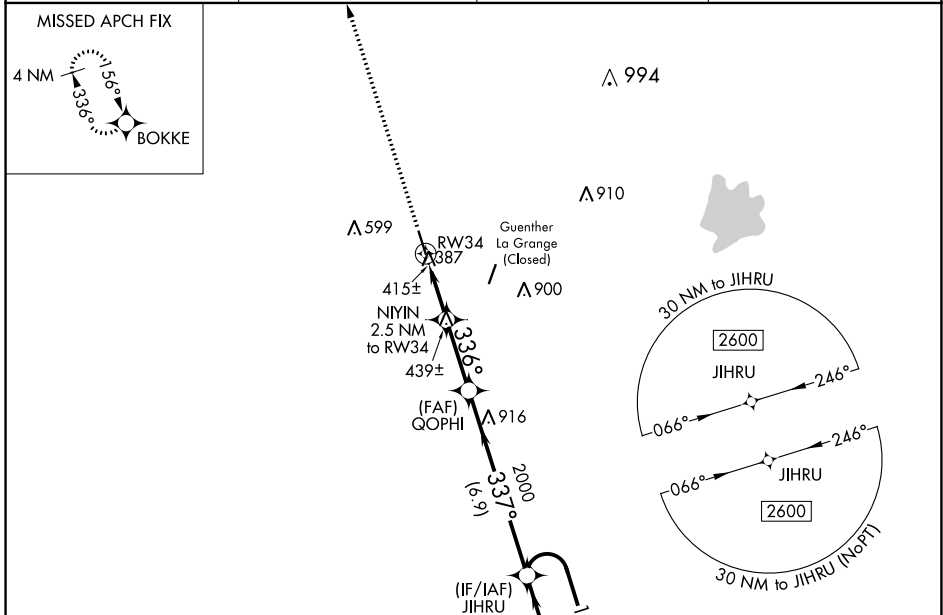 MISSED APCH FIX
4 NM
156°
336°
BOKKE
994
910
599
Guenther
La Grange
(Closed)
RW34
387
415±
900
NIYIN
2.5 NM
to RW34
439±
336°
(FAF)
QOPHI
916
2000
337°
(6.9)
(IF/IAF)
JIHRU
1
30 NM to JIHRU
2600
JIHRU
246°
066°
246°
066°
JIHRU
2600
30 NM to JIHRU (NoPT)